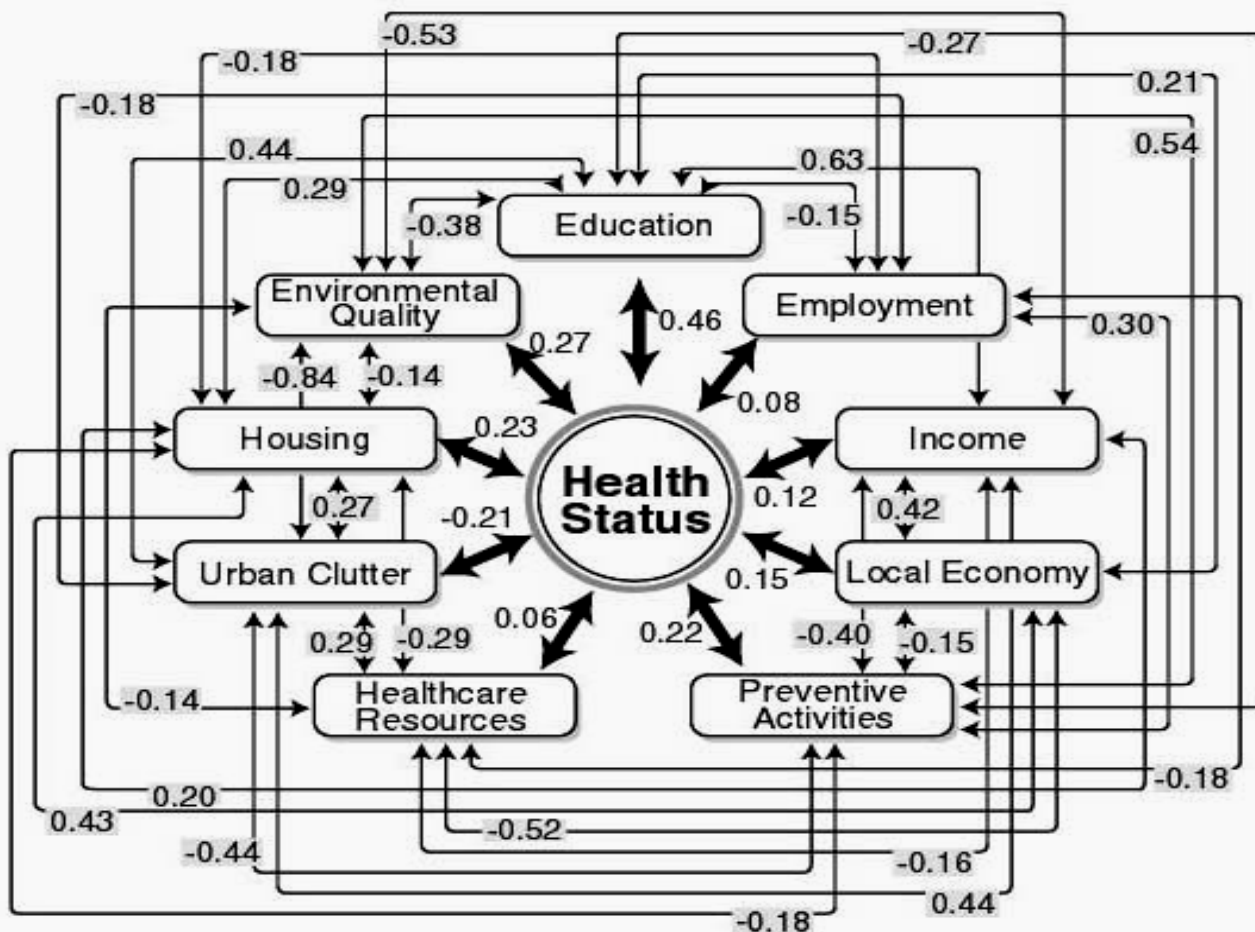 -0.53
-0.27
-0.18
0.21
-0.18
0.54
0.44
0.63
0.29
-0.15
-0.38
Education
Environmental
Quality
Employment
0.46
0.30
0.27
-0.84
-0.14
0.08
Housing
0.23
Income
Health
Status
0.12
0.27
0.42
-0.21
Urban Clutter
Local Economy
0.15
0.06
0.22
0.29
-0.29
-0.40
-0.15
Healthcare
Resources
Preventive
Activities
-0.14
-0.18
0.20
0.43
-0.52
-0.44
-0.16
0.44
-0.18